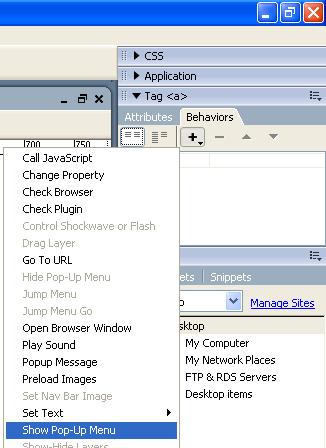 CSS
Application
Tag <a>
Attributes
Behaviors
700
750
Call JavaScript
Change Property
Check Browser
Check Plugin
Control Shockwave or Flash
Drag Layer
Go To URL
Hide Pop-Up Menu
Jump Menu
Jump Menu Go
Open Browser Window
Play Sound
Popup Message
Preload Images
Set Nav Bar Image
Set Text
Show Pop-Up Menu
Show-Hide Layers
Snippets
Manage Sites
My Computer
My Network Places
FTP & RDS Servers
Desktop items